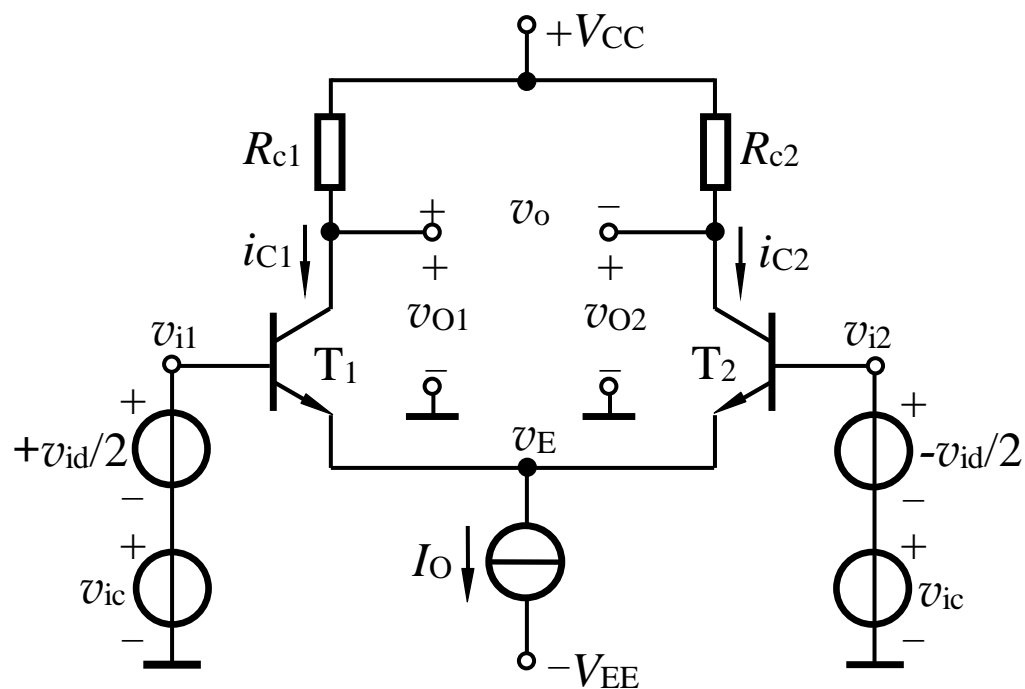 +VCC
Rc1
Rc2
+ vo −
iC1
iC2
+ +
vO1
vO2
vi1
vi2
T1
T2
− −
+ +
+vid/2
-vid/2
vE
− −
+ +
IO
vic
vic
− −
−VEE